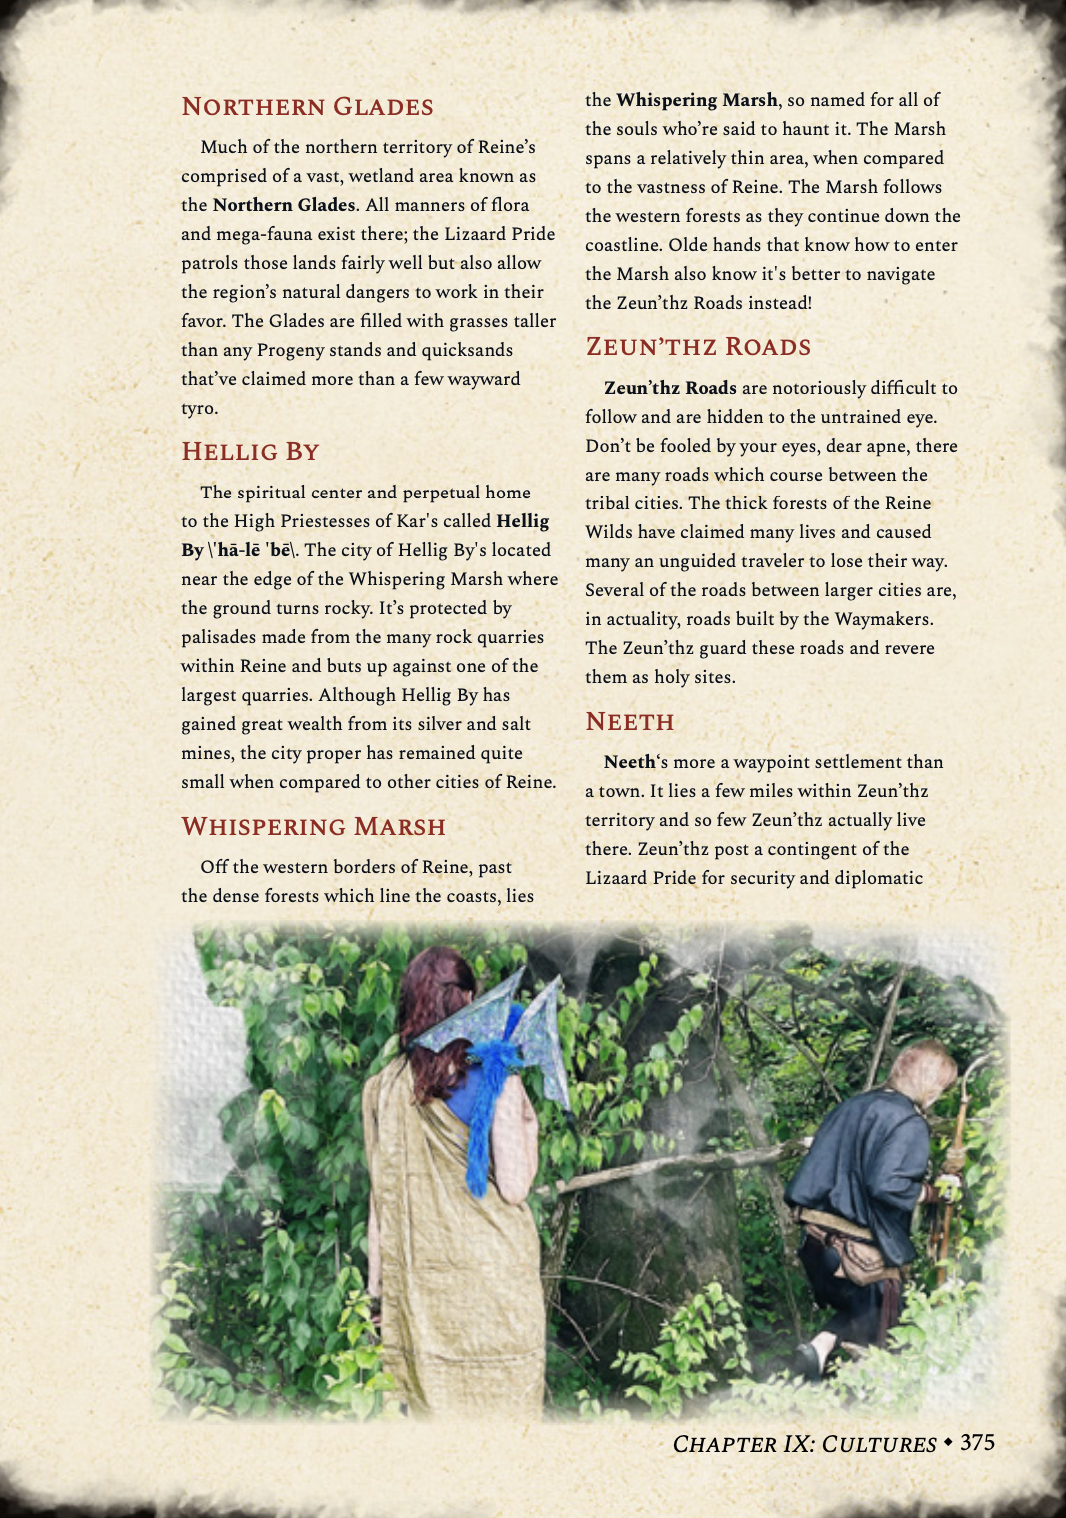 Northern Glades
Much of the northern territory of Reine’s
comprised of a vast, wetland area known as
the Northern Glades. All manners of flora
and mega-fauna exist there; the Lizaard Pride
patrols those lands fairly well but also allow
the region’s natural dangers to work in their
favor. The Glades are filled with grasses taller
than any Progeny stands and quicksands
that’ve claimed more than a few wayward
tyro.
Hellig By
The spiritual center and perpetual home
to the High Priestesses of Kar's called Hellig
By \ˈhā-lē ˈbē\. The city of Hellig By's located
near the edge of the Whispering Marsh where
the ground turns rocky. It’s protected by
palisades made from the many rock quarries
within Reine and buts up against one of the
largest quarries. Although Hellig By has
gained great wealth from its silver and salt
mines, the city proper has remained quite
small when compared to other cities of Reine.
Whispering Marsh
Off the western borders of Reine, past
the dense forests which line the coasts, lies
the Whispering Marsh, so named for all of
the souls who’re said to haunt it. The Marsh
spans a relatively thin area, when compared
to the vastness of Reine. The Marsh follows
the western forests as they continue down the
coastline. Olde hands that know how to enter
the Marsh also know it's better to navigate
the Zeun’thz Roads instead!
Zeun’thz Roads
Zeun’thz Roads are notoriously difficult to
follow and are hidden to the untrained eye.
Don’t be fooled by your eyes, dear apne, there
are many roads which course between the
tribal cities. The thick forests of the Reine
Wilds have claimed many lives and caused
many an unguided traveler to lose their way.
Several of the roads between larger cities are,
in actuality, roads built by the Waymakers.
The Zeun’thz guard these roads and revere
them as holy sites.
Neeth
Neeth‘s more a waypoint settlement than
a town. It lies a few miles within Zeun’thz
territory and so few Zeun’thz actually live
there. Zeun’thz post a contingent of the
Lizaard Pride for security and diplomatic
Chapter IX: Cultures ◆ 375